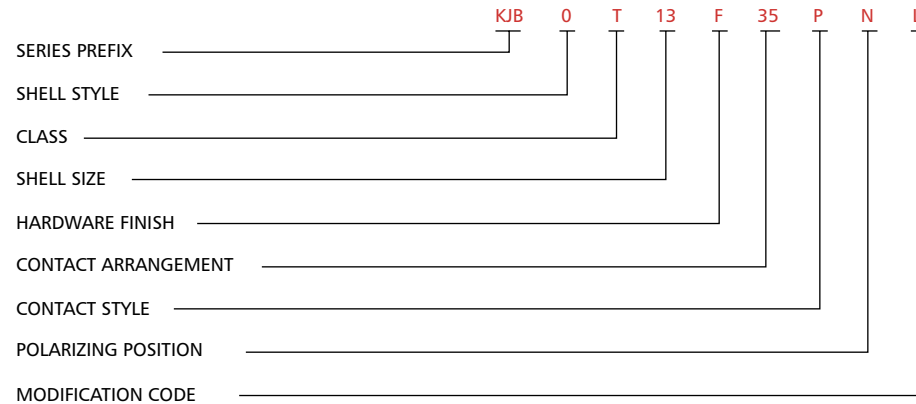 KJB 0 T 13 F 35 P N
SERIES PREFIX
SHELL STYLE
CLASS
SHELL SIZE
HARDWARE FINISH
CONTACT ARRANGEMENT
CONTACT STYLE
POLARIZING POSITION
MODIFICATION CODE